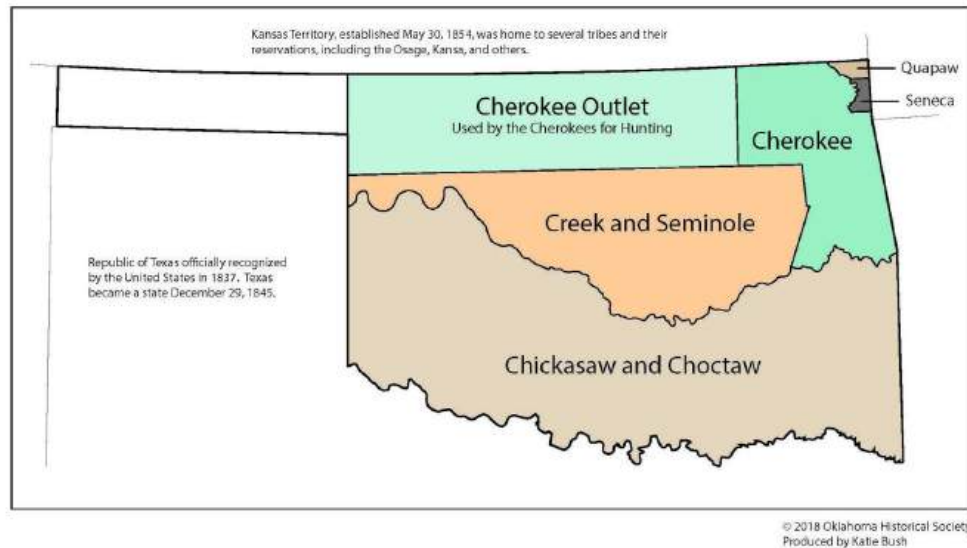 Kansas Territory, established May 30, 1854, was home to several tribes and their
reservations, including the Osage, Kansa, and others.
Quapaw
Seneca
Cherokee Outlet
Used by the Cherokees for Hunting
Cherokee
Creek and Seminole
Republic of Texas officially recognized
by the United States in 1837. Texas
became a state December 29, 1845.
Chickasaw and Choctaw
© 2018 Oklahoma Historical Society
Produced by Katie Bush